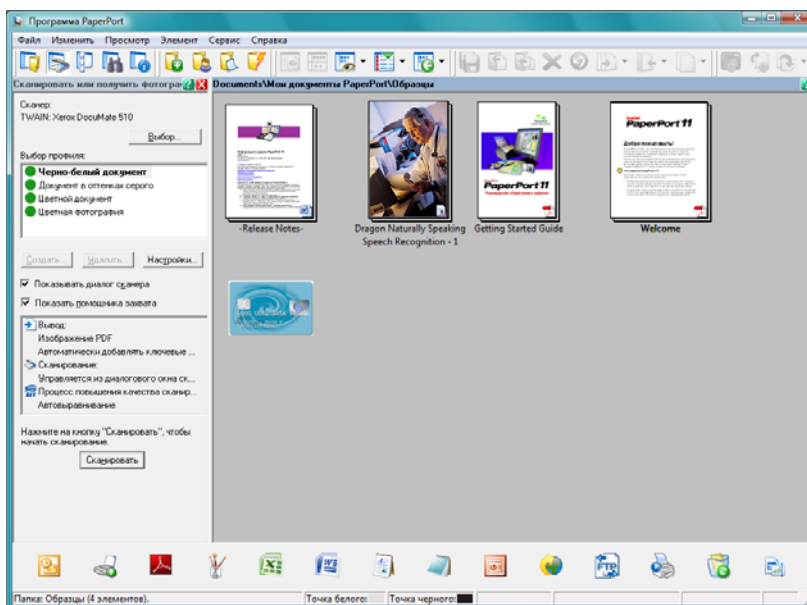 Программа PaperPort
Файл Изменить Просмотр Элемент Сервис Справка
Сканировать или получить фотогра
Documents\Мои документы PaperPort\Образцы
Сканер:
TWAIN: Xerox DocuMate 510
Выбор...
Выбор профиля:
Черно-белый документ
Документ в оттенках серого
Цветной документ
Цветная фотография
Создать... Удалить... Настройки...
Показывать диалог сканера
Показать помощника захвата
Вывод:
Изображение PDF
Автоматически добавлять ключевые ...
Сканирование:
Управляется из диалогового окна ск...
Процесс повышения качества сканир...
Автовыравнивание
Нажмите на кнопку "Сканировать", чтобы
начать сканирование.
Сканировать
PaperPort 11
PaperPort 11
Добро пожаловать!
-Release Notes-
Dragon Naturally Speaking
Speech Recognition - 1
Getting Started Guide
Welcome
FTP
Папка: Образцы (4 элементов).
Точка белого:
Точка черного: